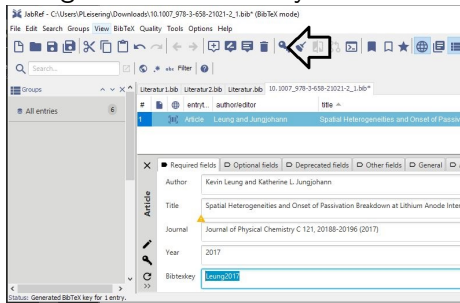 JabRef - C:\Users\PLeisering\Downloads\10.1007_978-3-658-21021-2_1.bib* (BibTeX mode)
File Edit Search Groups View BibTeX Quality Tools Options Help
Search... Filter
Groups
Literatur1.bib Literatur2.bib Literatur.bib 10.1007_978-3-658-21021-2_1.bib*
All entries 6
# entryt... author/editor title
1 Article Leung and Jungjohann Spatial Heterogeneities and Onset of Passiv
Required fields Optional fields Deprecated fields Other fields General
Article
Author Kevin Leung and Katherine L. Jungjohann
Title Spatial Heterogeneities and Onset of Passivation Breakdown at Lithium Anode Inter
Journal Journal of Physical Chemistry C 121, 20188-20196 (2017)
Year 2017
Bibtexkey Leung2017
Status: Generated BibTeX key for 1 entry.